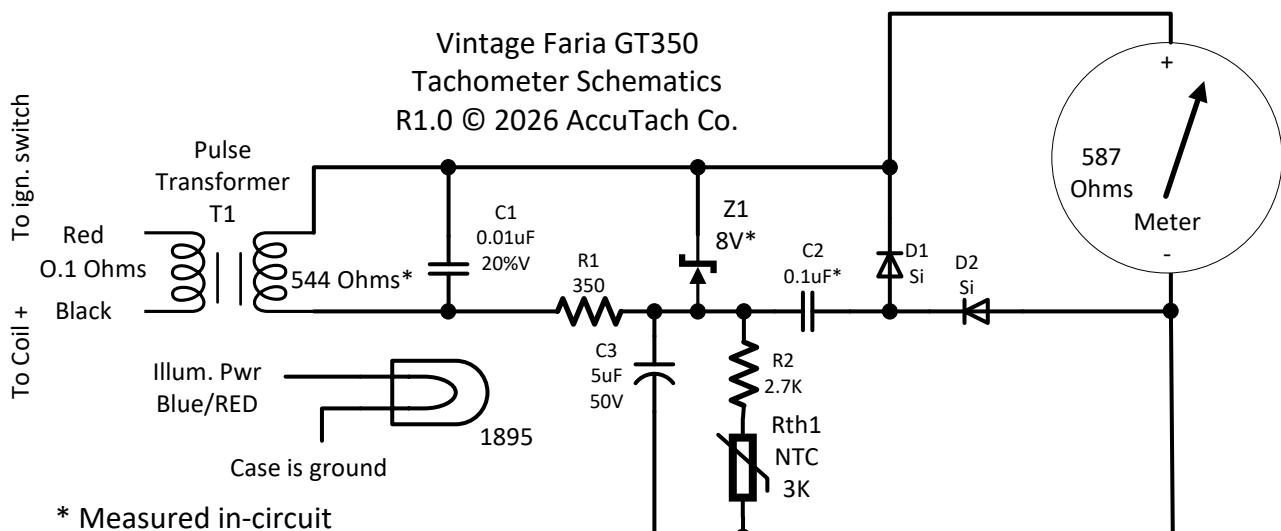 Vintage Faria GT350
Tachometer Schematics
R1.0 © 2026 AccuTach Co.
To ign. switch
To Coil +
Pulse
Transformer
T1
Red
O.1 Ohms
Black
544 Ohms*
C1
0.01uF
20%V
R1
350
Z1
8V*
C2
0.1uF*
D1
Si
D2
Si
+
587
Ohms
Meter
-
C3
5uF
50V
R2
2.7K
Rth1
NTC
3K
Illum. Pwr
Blue/RED
1895
Case is ground
* Measured in-circuit